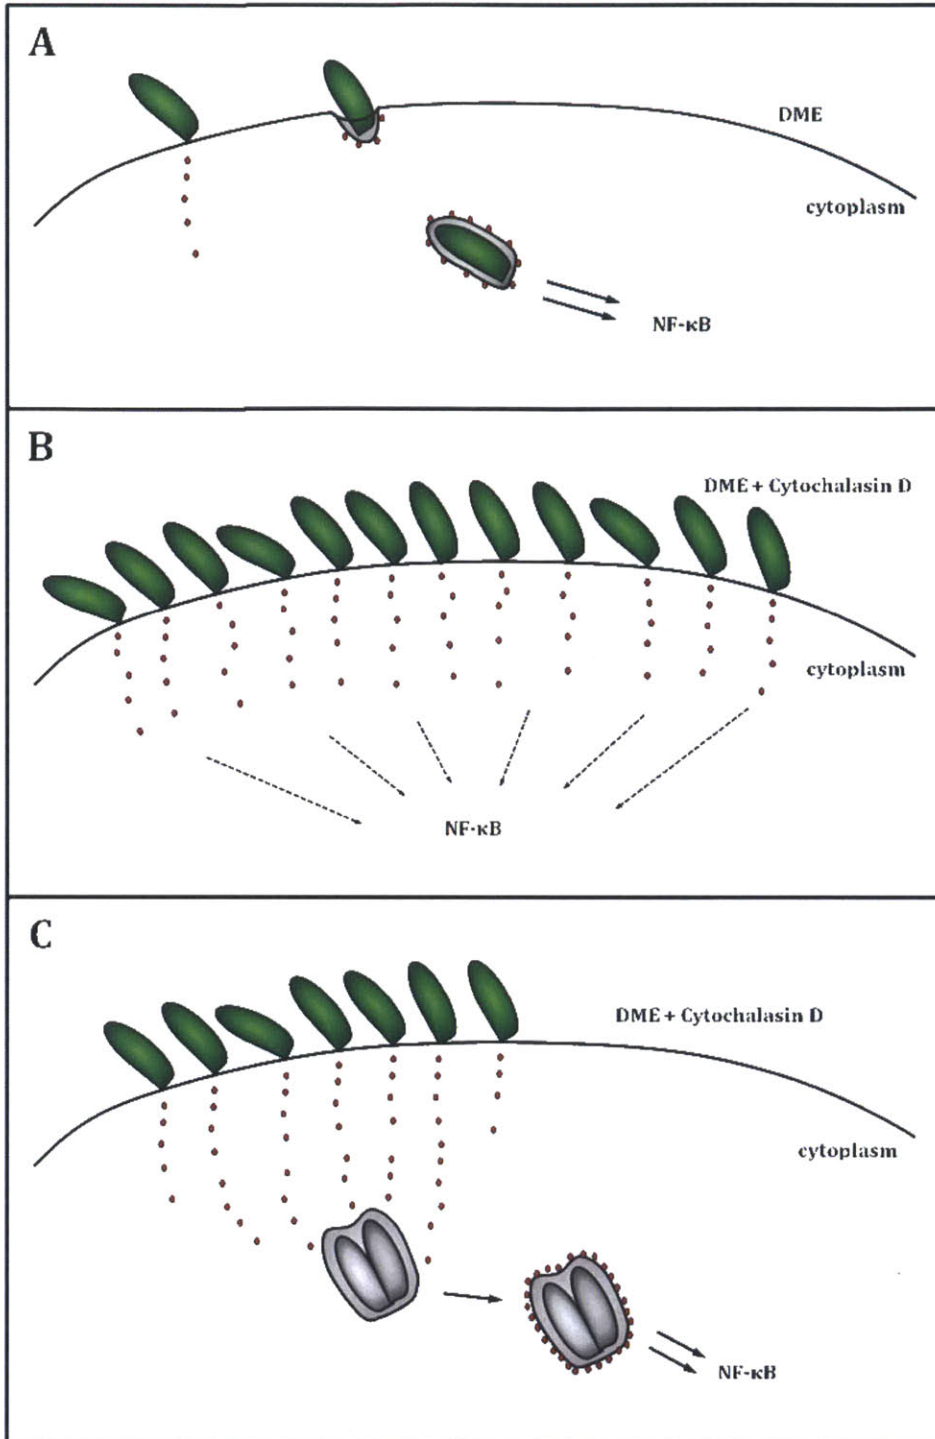 A
DME
cytoplasm
NF-κB
B
DME + Cytochalasin D
cytoplasm
NF-κB
C
DME + Cytochalasin D
cytoplasm
NF-κB